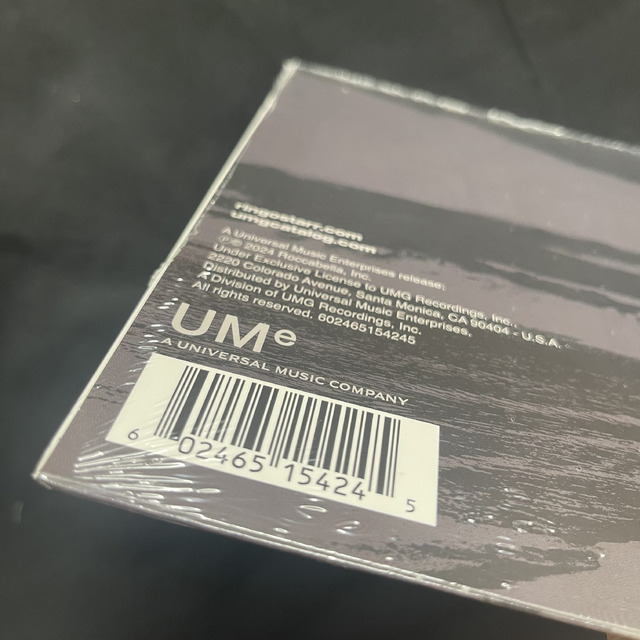 ringostarr.com
umgcatalog.com
A Universal Music Enterprises release:
℗© 2024 Roccabella, Inc.
Under Exclusive License to UMG Recordings, Inc.,
2220 Colorado Avenue, Santa Monica, CA 90404 - U.S.A
Distributed by Universal Music Enterprises,
A Division of UMG Recordings, Inc.
All rights reserved. 602465154245
UMe
A UNIVERSAL MUSIC COMPANY
6 02465 15424 5